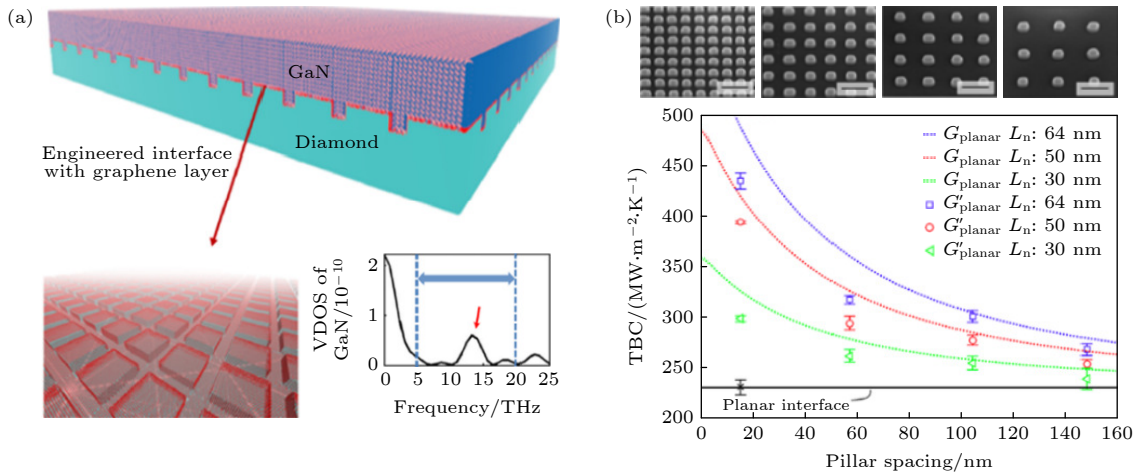 (a)
GaN
Diamond
Engineered interface
with graphene layer
VDOS of
GaN/10⁻¹⁰
2
1
0
0 5 10 15 20 25
Frequency/THz
(b)
500
450
400
350
300
250
200
TBC/(MW·m⁻²·K⁻¹)
G_planar L_n: 64 nm
G_planar L_n: 50 nm
G_planar L_n: 30 nm
G′_planar L_n: 64 nm
G′_planar L_n: 50 nm
G′_planar L_n: 30 nm
Planar interface
0 20 40 60 80 100 120 140 160
Pillar spacing/nm